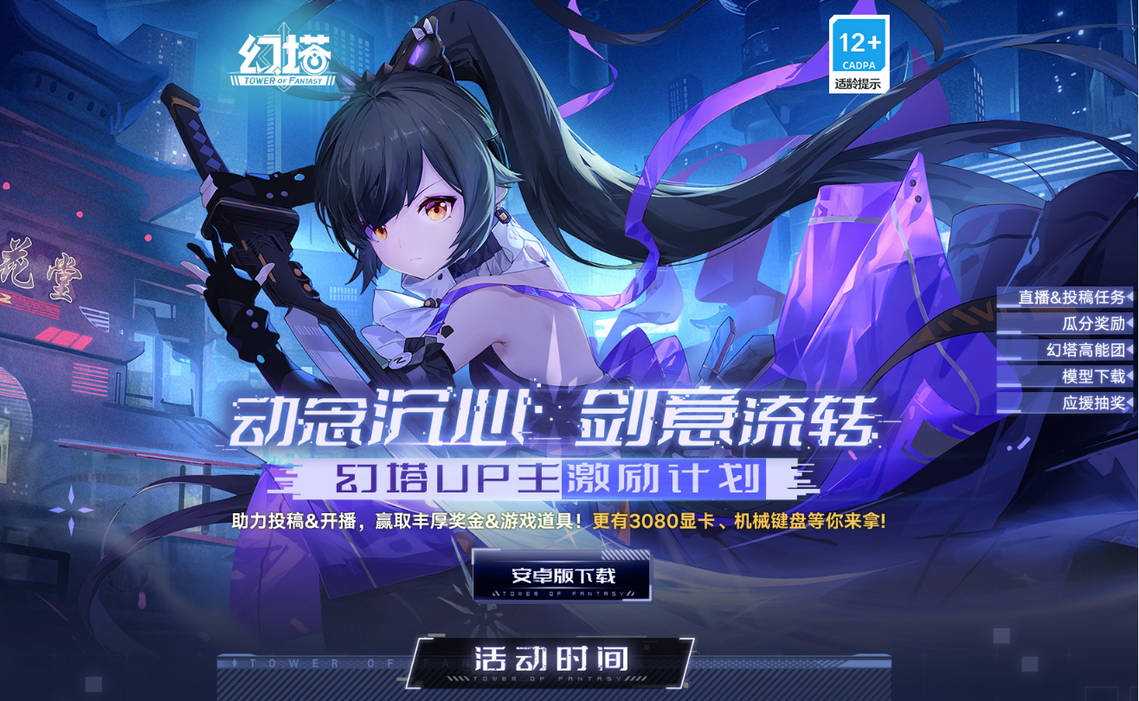 幻塔
TOWER OF FANTASY
12+
CADPA
适龄提示
花堂
直播&投稿任务
瓜分奖励
幻塔高能团
模型下载
应援抽奖
动念沉心 剑意流转
幻塔UP主激励计划
助力投稿&开播，赢取丰厚奖金&游戏道具！更有3080显卡、机械键盘等你来拿!
安卓版下载
TOWER OF FANTASY
活动时间
TOWER OF FANTASY